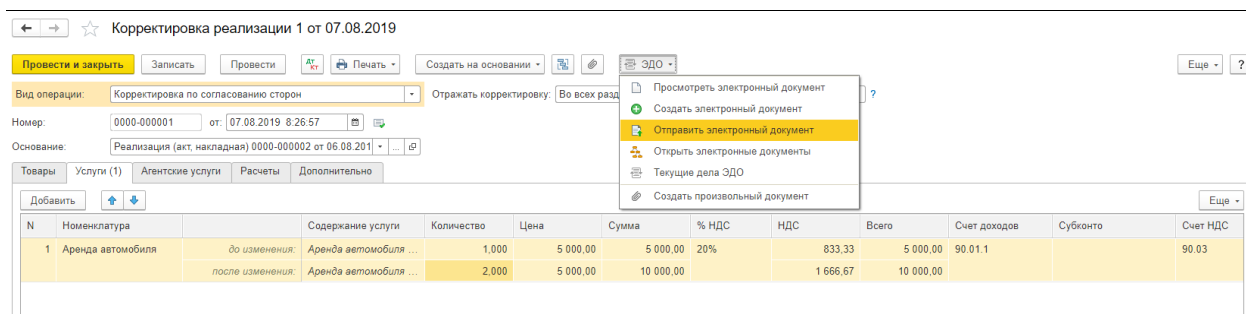 Корректировка реализации 1 от 07.08.2019
Провести и закрыть Записать Провести Дт Кт Печать Создать на основании ЭДО Еще ?
Вид операции: Корректировка по согласованию сторон Отражать корректировку: Во всех разд ?
Номер: 0000-000001 от: 07.08.2019 8:26:57
Основание: Реализация (акт, накладная) 0000-000002 от 06.08.201 ...
Просмотреть электронный документ
Создать электронный документ
Отправить электронный документ
Открыть электронные документы
Текущие дела ЭДО
Создать произвольный документ
Товары Услуги (1) Агентские услуги Расчеты Дополнительно
Добавить Еще
N Номенклатура Содержание услуги Количество Цена Сумма % НДС НДС Всего Счет доходов Субконто Счет НДС
1 Аренда автомобиля до изменения: Аренда автомобиля ... 1,000 5 000,00 5 000,00 20% 833,33 5 000,00 90.01.1 90.03
после изменения: Аренда автомобиля ... 2,000 5 000,00 10 000,00 1 666,67 10 000,00